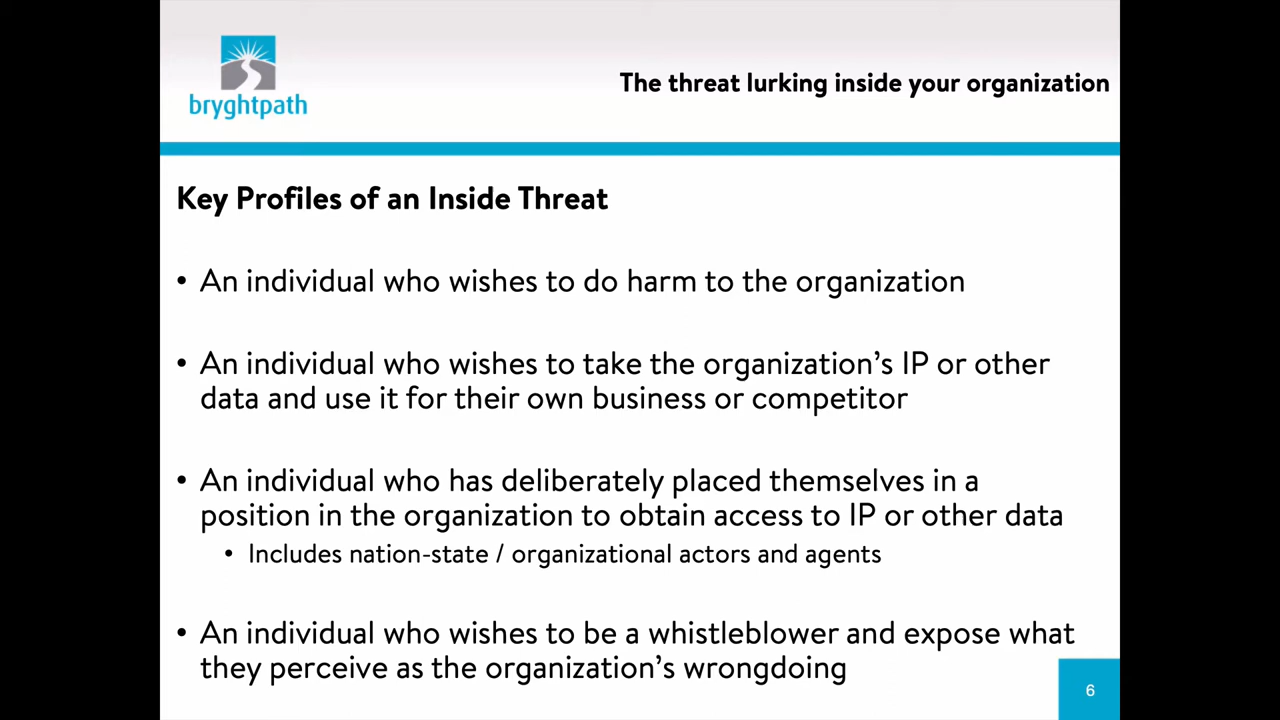 bryghtpath
The threat lurking inside your organization
Key Profiles of an Inside Threat
• An individual who wishes to do harm to the organization
• An individual who wishes to take the organization’s IP or other
data and use it for their own business or competitor
• An individual who has deliberately placed themselves in a
position in the organization to obtain access to IP or other data
• Includes nation-state / organizational actors and agents
• An individual who wishes to be a whistleblower and expose what
they perceive as the organization’s wrongdoing
6